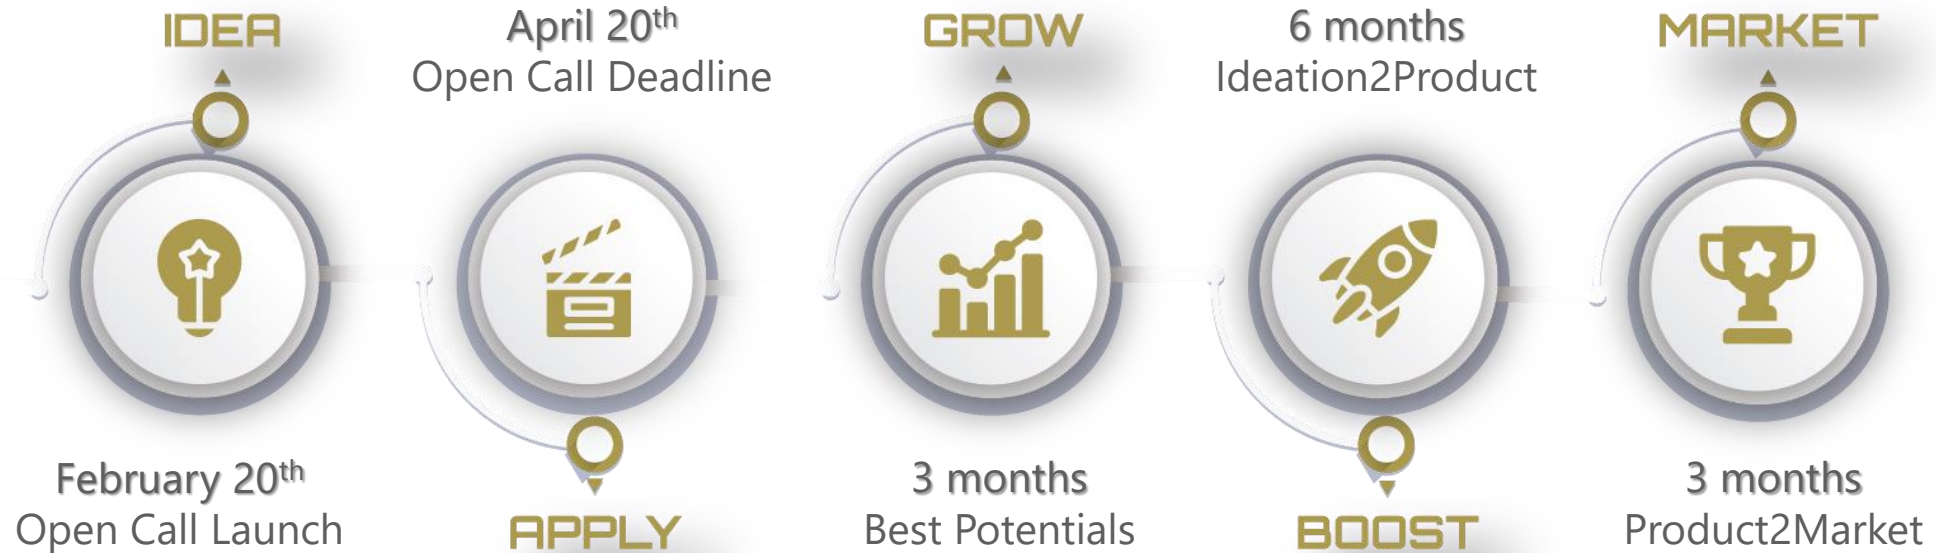 IDEA
February 20th
Open Call Launch
April 20th
Open Call Deadline
APPLY
GROW
3 months
Best Potentials
6 months
Ideation2Product
BOOST
MARKET
3 months
Product2Market